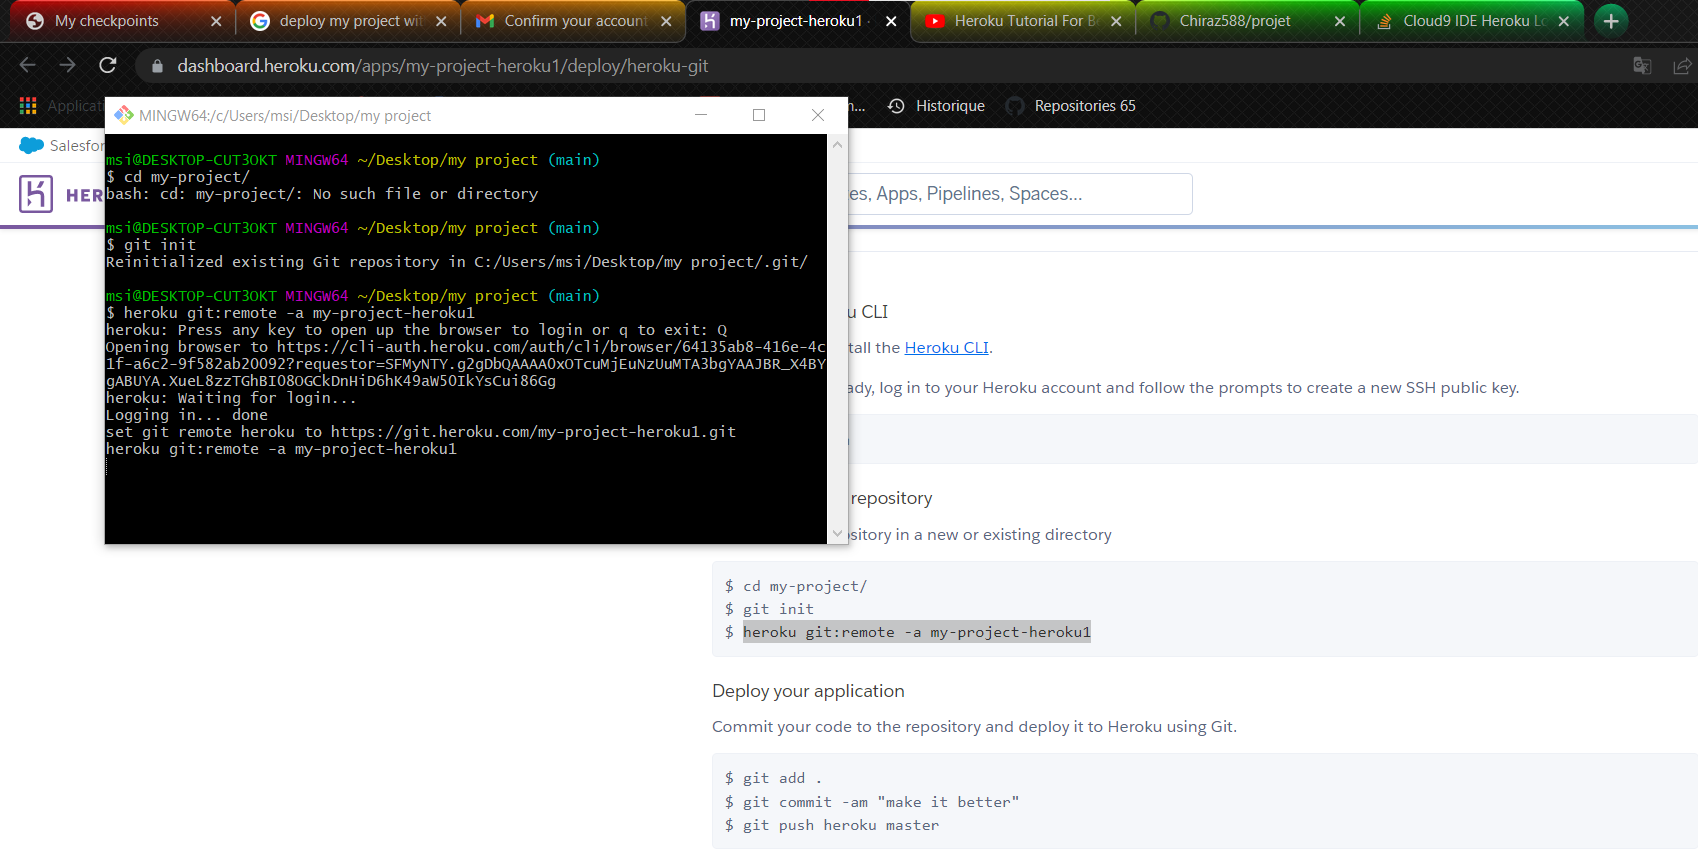 My checkpoints
deploy my project wit
Confirm your account
my-project-heroku1
Heroku Tutorial For B
Chiraz588/projet
Cloud9 IDE Heroku Lo
dashboard.heroku.com/apps/my-project-heroku1/deploy/heroku-git
Applicat
m...
Historique
Repositories 65
MINGW64:/c/Users/msi/Desktop/my project
Salesfor
HER
es, Apps, Pipelines, Spaces...
msi@DESKTOP-CUT3OKT MINGW64 ~/Desktop/my project (main)
$ cd my-project/
bash: cd: my-project/: No such file or directory
msi@DESKTOP-CUT3OKT MINGW64 ~/Desktop/my project (main)
$ git init
Reinitialized existing Git repository in C:/Users/msi/Desktop/my project/.git/
msi@DESKTOP-CUT3OKT MINGW64 ~/Desktop/my project (main)
$ heroku git:remote -a my-project-heroku1
heroku: Press any key to open up the browser to login or q to exit: Q
Opening browser to https://cli-auth.heroku.com/auth/cli/browser/64135ab8-416e-4c
1f-a6c2-9f582ab20092?requestor=SFMyNTY.g2gDbQAAAA0xOTcuMjEuNzUuMTA3bgYAAJBR_X4BY
gABUYA.XueL8zzTGhBI08OGCkDnHiD6hK49aW5OIkYsCui86Gg
heroku: Waiting for login...
Logging in... done
set git remote heroku to https://git.heroku.com/my-project-heroku1.git
heroku git:remote -a my-project-heroku1
u CLI
tall the Heroku CLI.
ady, log in to your Heroku account and follow the prompts to create a new SSH public key.
repository
sitory in a new or existing directory
$ cd my-project/
$ git init
$ heroku git:remote -a my-project-heroku1
Deploy your application
Commit your code to the repository and deploy it to Heroku using Git.
$ git add .
$ git commit -am "make it better"
$ git push heroku master